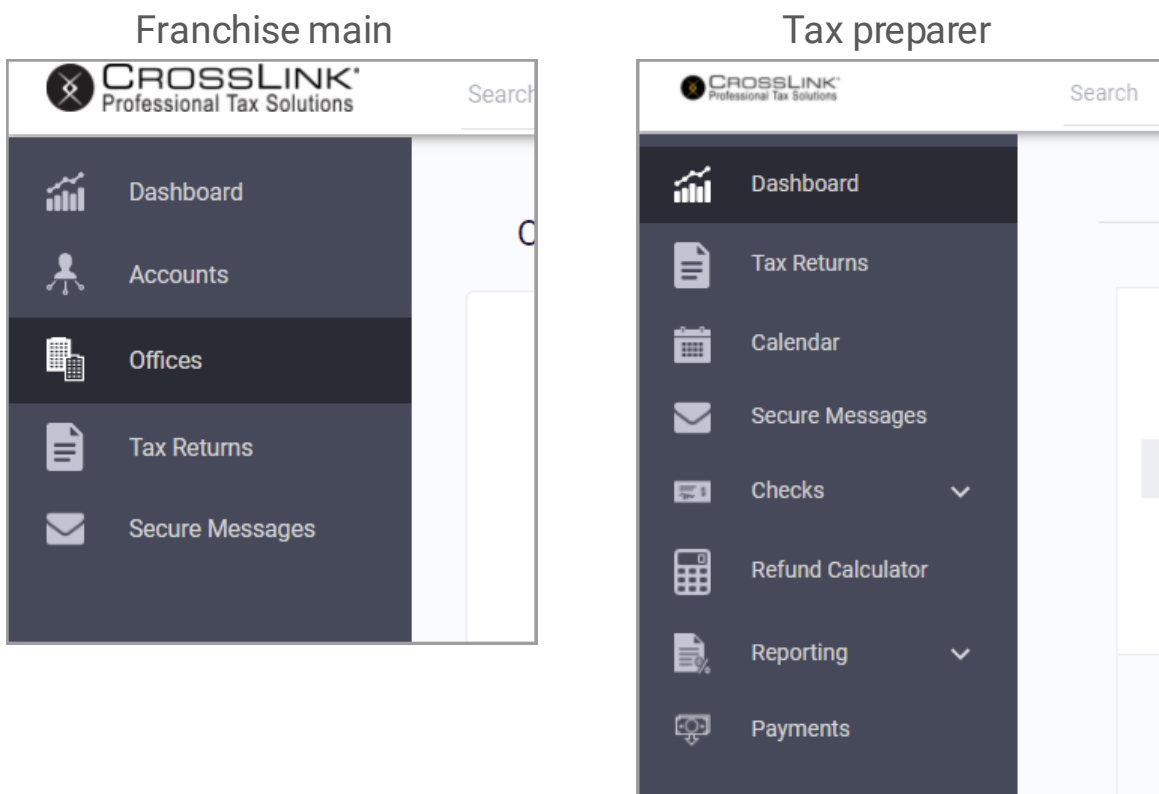 Franchise main
CROSSLINK
Professional Tax Solutions
Search
Dashboard
Accounts
Offices
Tax Returns
Secure Messages
Tax preparer
CROSSLINK
Professional Tax Solutions
Search
Dashboard
Tax Returns
Calendar
Secure Messages
Checks
Refund Calculator
Reporting
Payments